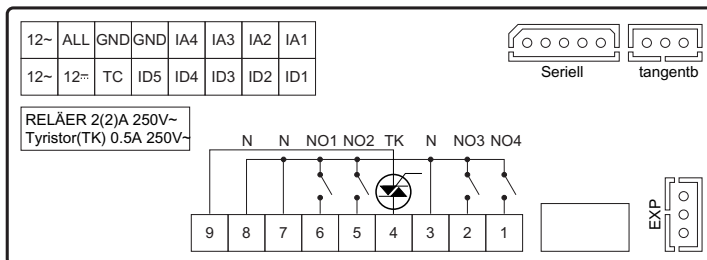 12~ ALL GND GND IA4 IA3 IA2 IA1
12~ 12⎓ TC ID5 ID4 ID3 ID2 ID1
Seriell tangentb
RELÄER 2(2)A 250V~
Tyristor(TK) 0.5A 250V~
N N NO1 NO2 TK N NO3 NO4
EXP
9 8 7 6 5 4 3 2 1